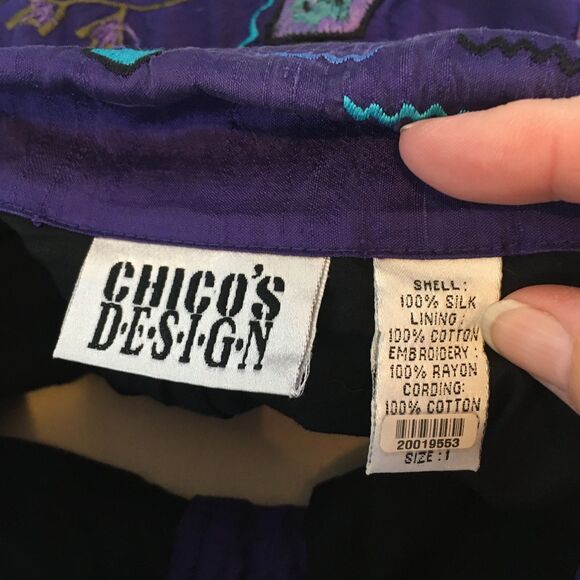 CHICO'S
D·E·S·I·G·N
SHELL:
100% SILK
LINING:
100% COTTON
EMBROIDERY:
100% RAYON
CORDING:
100% COTTON
20019553
SIZE: 1